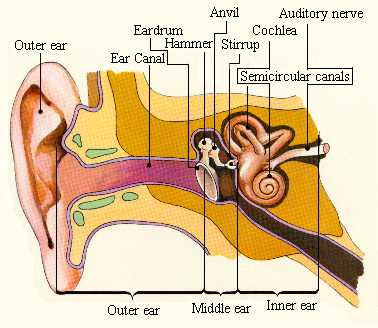 Anvil
Auditory nerve
Eardrum
Cochlea
Hammer
Stirrup
Outer ear
Ear Canal
Semicircular canals
Outer ear
Middle ear
Inner ear